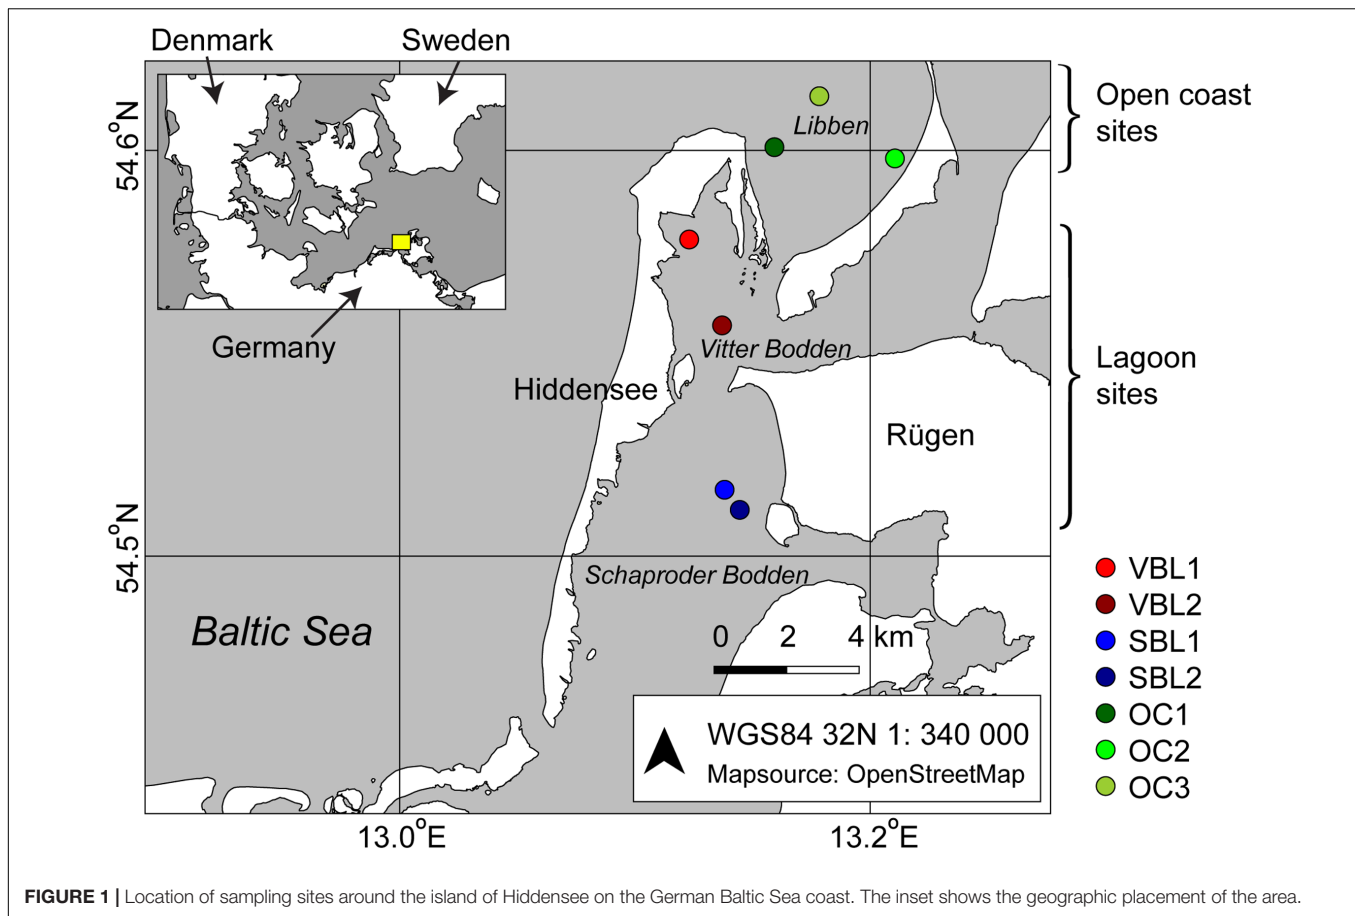 Denmark
Sweden
Germany
54.6°N
54.5°N
Libben
Vitter Bodden
Hiddensee
Rügen
Schaproder Bodden
Baltic Sea
0 2 4 km
WGS84 32N 1: 340 000
Mapsource: OpenStreetMap
13.0°E
13.2°E
Open coast
sites
Lagoon
sites
VBL1
VBL2
SBL1
SBL2
OC1
OC2
OC3
FIGURE 1 | Location of sampling sites around the island of Hiddensee on the German Baltic Sea coast. The inset shows the geographic placement of the area.